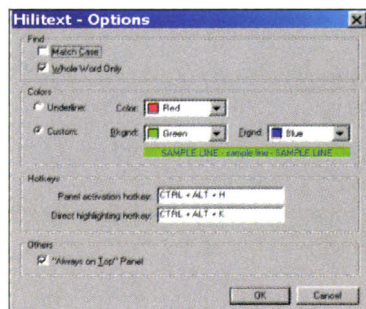 Hilitext - Options
Find
Match Case
Whole Word Only
Colors
Underline: Color: Red
Custom: Bkgnd: Green Frgnd: Blue
SAMPLE LINE - sample line - SAMPLE LINE
Hotkeys
Panel activation hotkey: CTRL + ALT + H
Direct highlighting hotkey: CTRL + ALT + K
Others
"Always on Top" Panel
OK Cancel